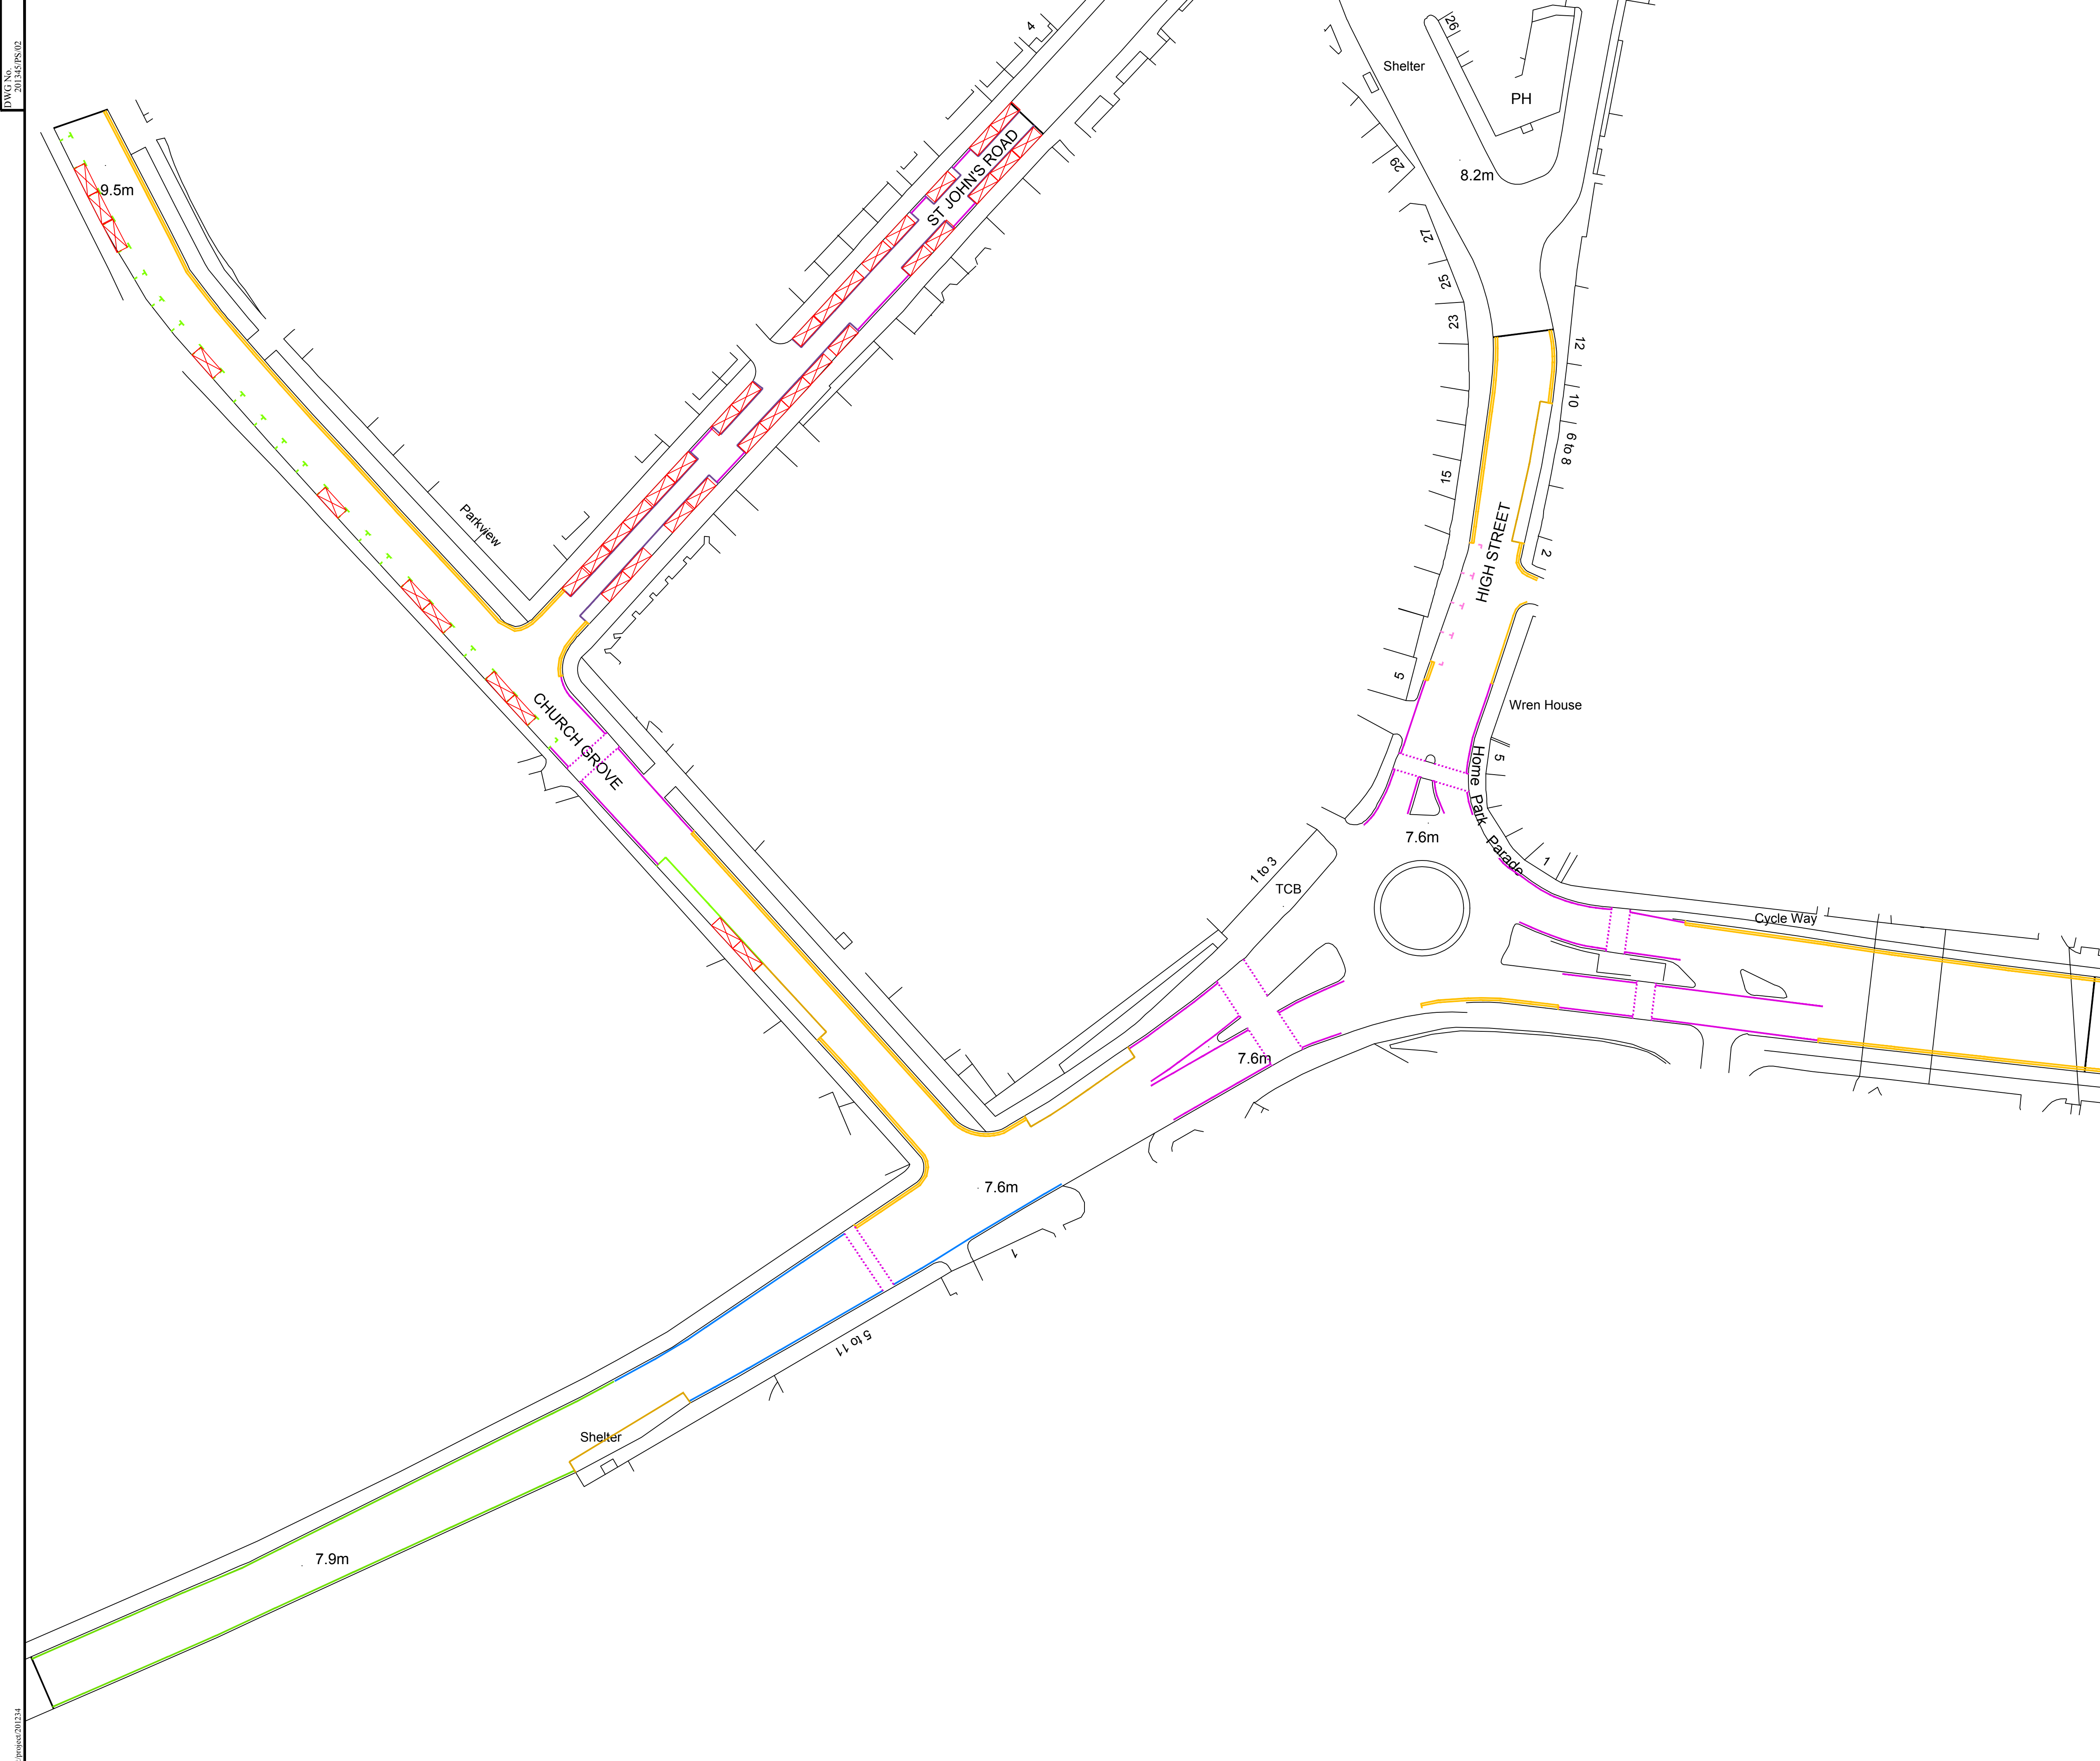 DWG No.
201345/PS/02
4
26
Shelter
PH
29
8.2m
9.5m
ST JOHN'S ROAD
27
25
23
12
10
6 to 8
15
Parkview
HIGH STREET
2
5
Wren House
CHURCH GROVE
Home Park Parade
5
7.6m
1
1 to 3
TCB
Cycle Way
7.6m
7.6m
1
5 to 11
Shelter
7.9m
/project/201234